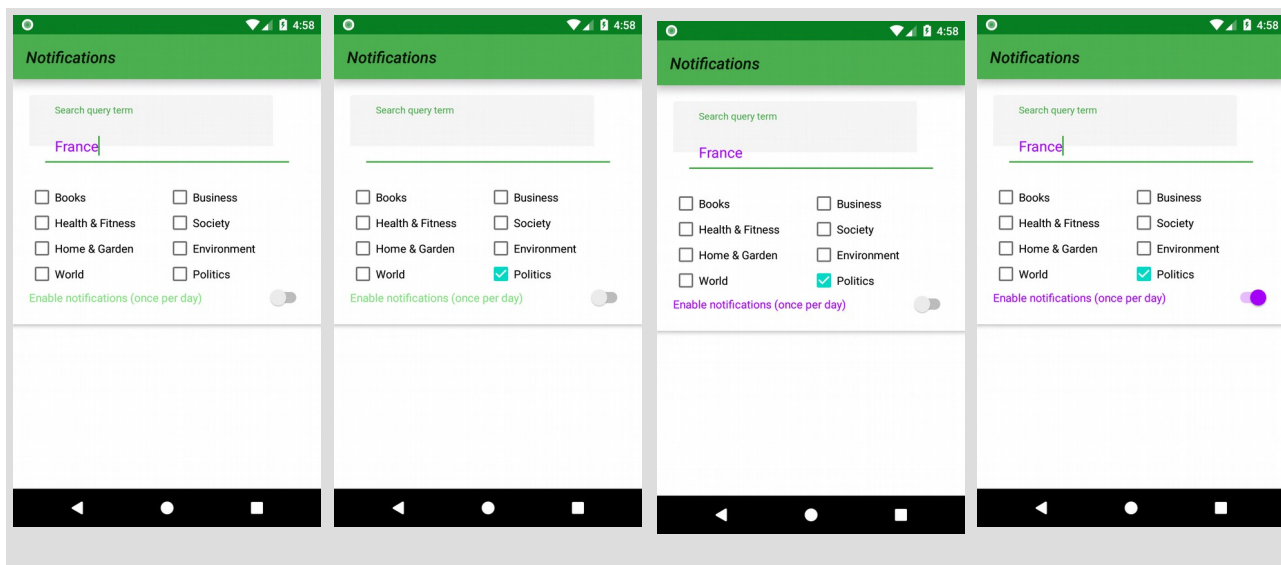 4:58
Notifications
Search query term
France
Books Business
Health & Fitness Society
Home & Garden Environment
World Politics
Enable notifications (once per day)
4:58
Notifications
Search query term
Books Business
Health & Fitness Society
Home & Garden Environment
World Politics
Enable notifications (once per day)
4:58
Notifications
Search query term
France
Books Business
Health & Fitness Society
Home & Garden Environment
World Politics
Enable notifications (once per day)
4:58
Notifications
Search query term
France
Books Business
Health & Fitness Society
Home & Garden Environment
World Politics
Enable notifications (once per day)